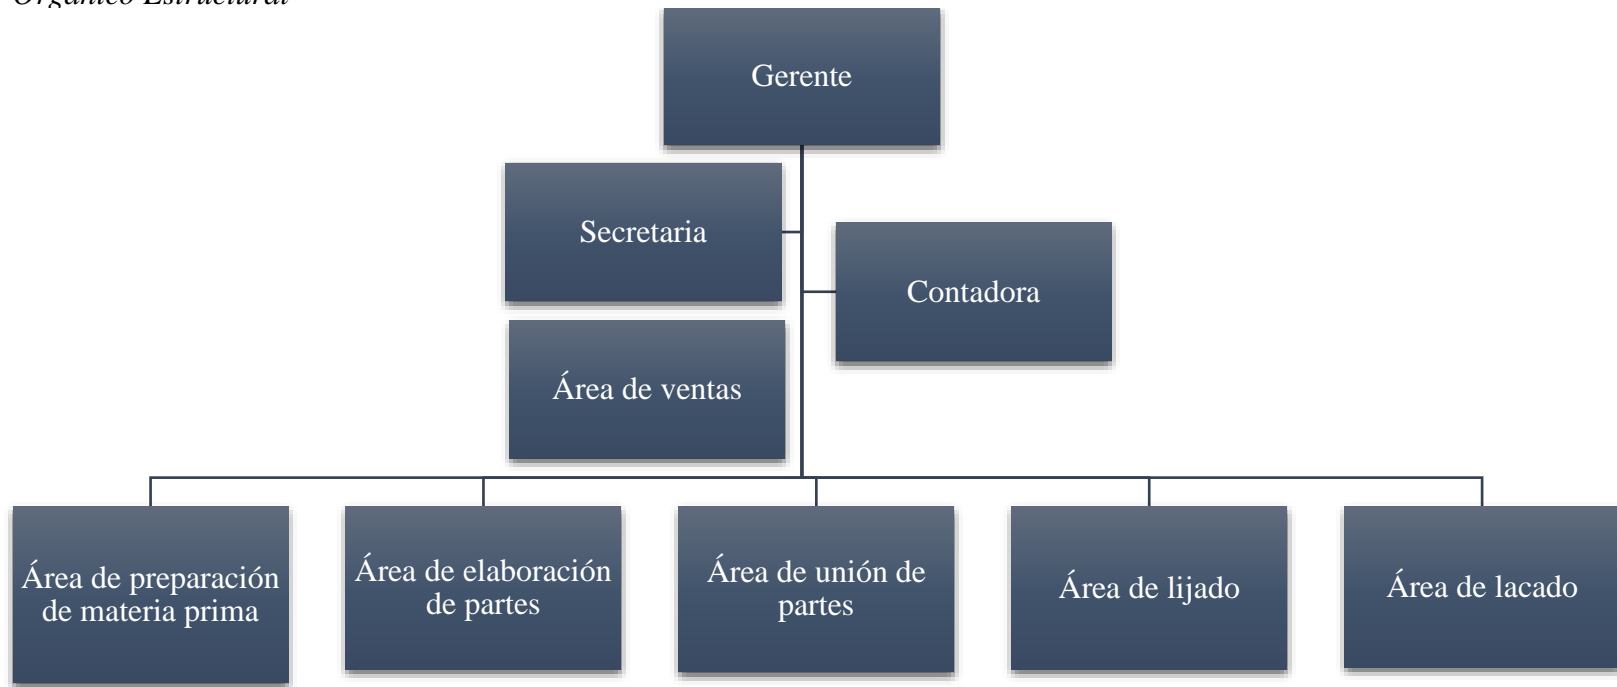 Orgánico Estructural
Gerente
Secretaria
Contadora
Área de ventas
Área de preparación
de materia prima
Área de elaboración
de partes
Área de unión de
partes
Área de lijado
Área de lacado